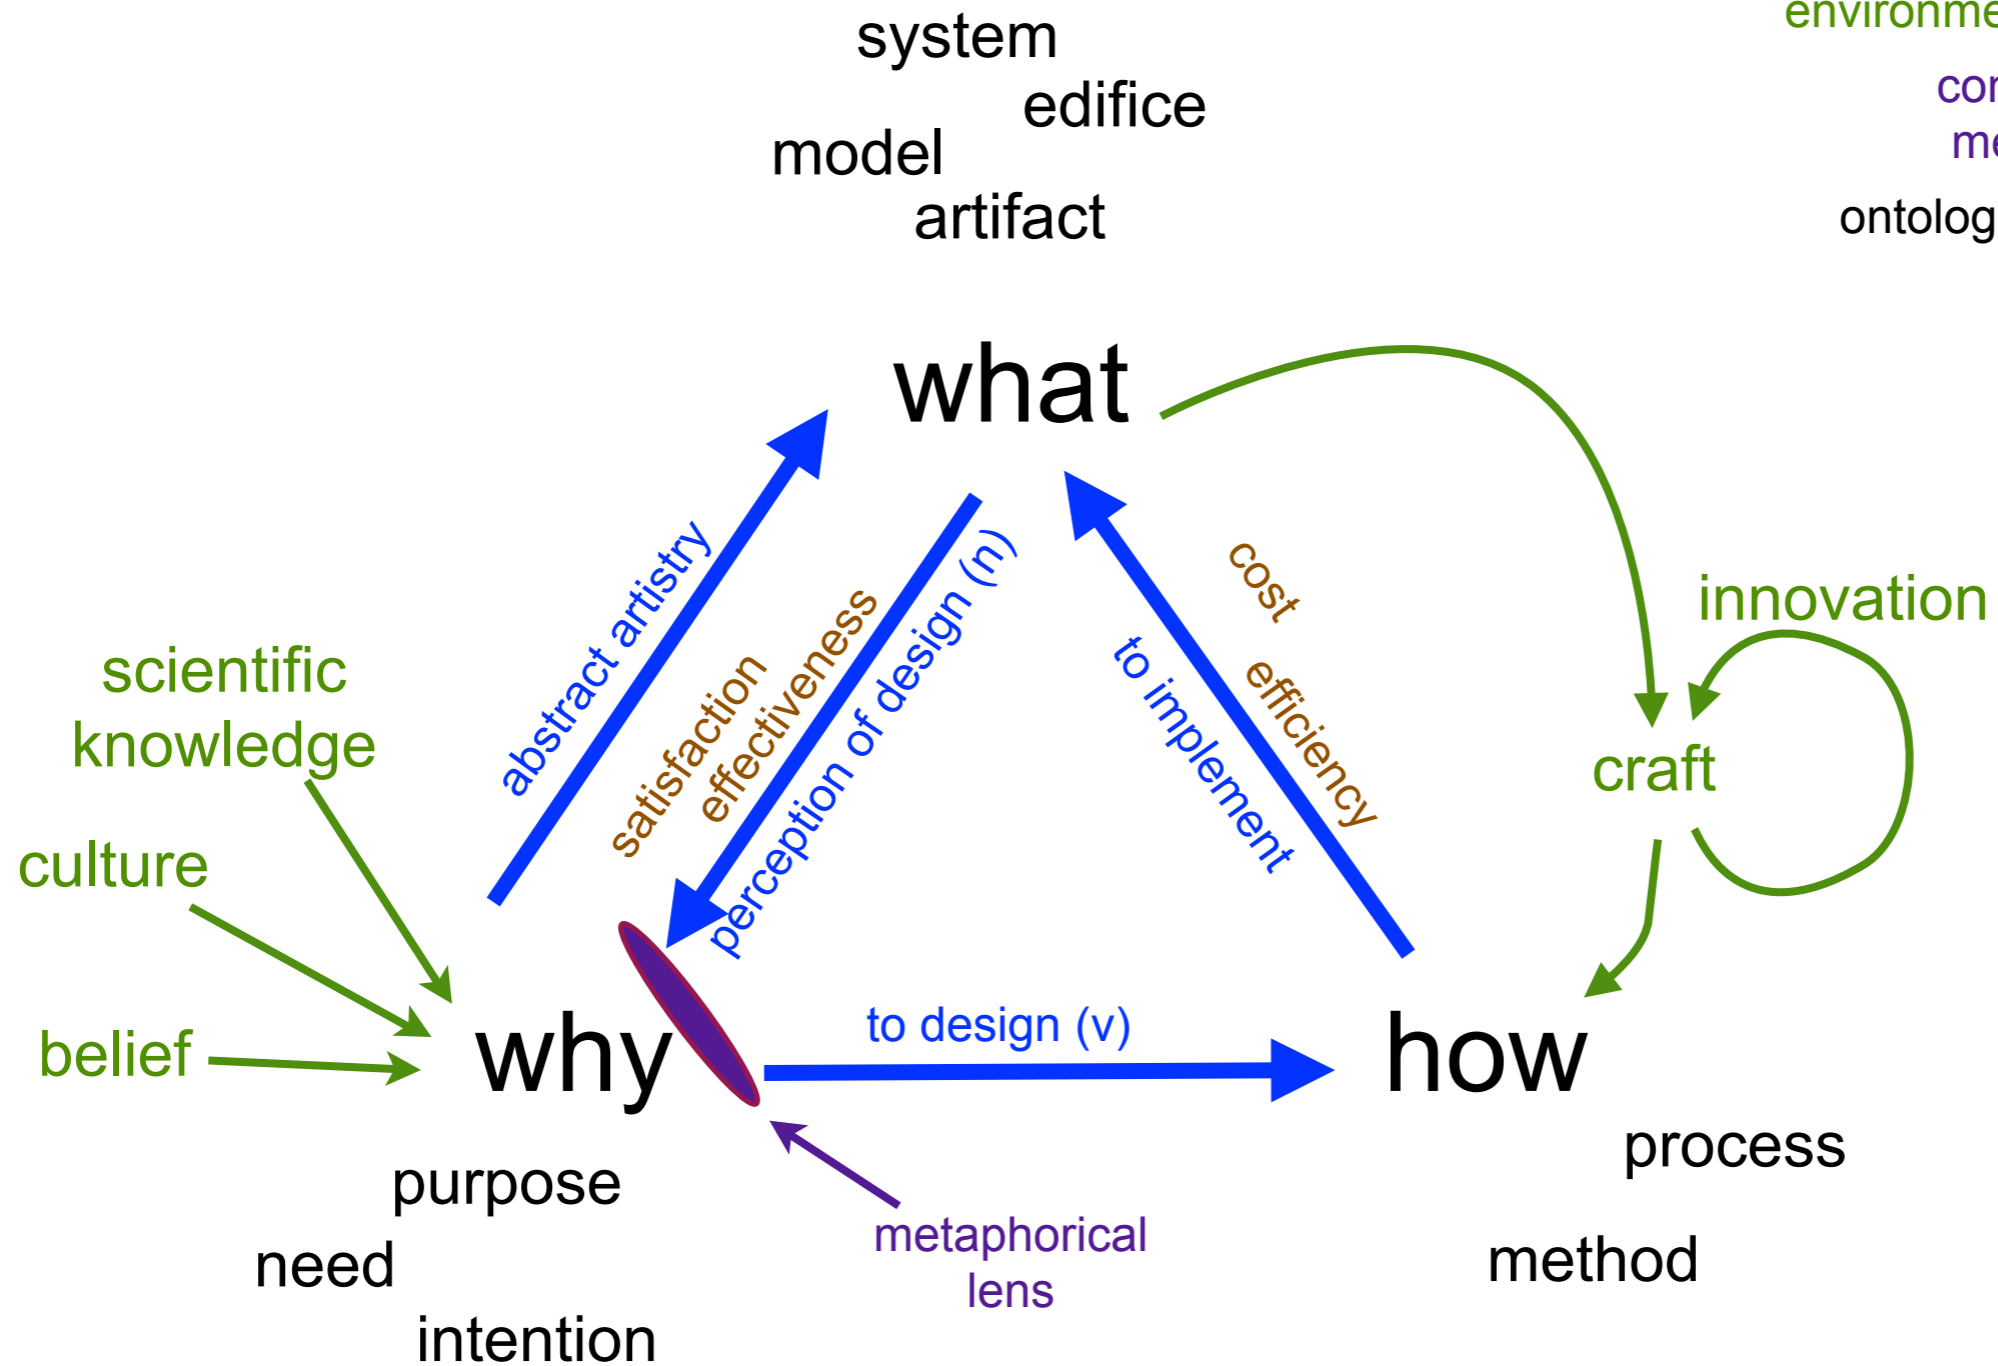 system
edifice
model
artifact
what
abstract artistry
satisfaction
effectiveness
perception of design (n)
cost
efficiency
to implement
innovation
craft
scientific
knowledge
culture
belief
why
to design (v)
how
purpose
need
intention
metaphorical
lens
process
method